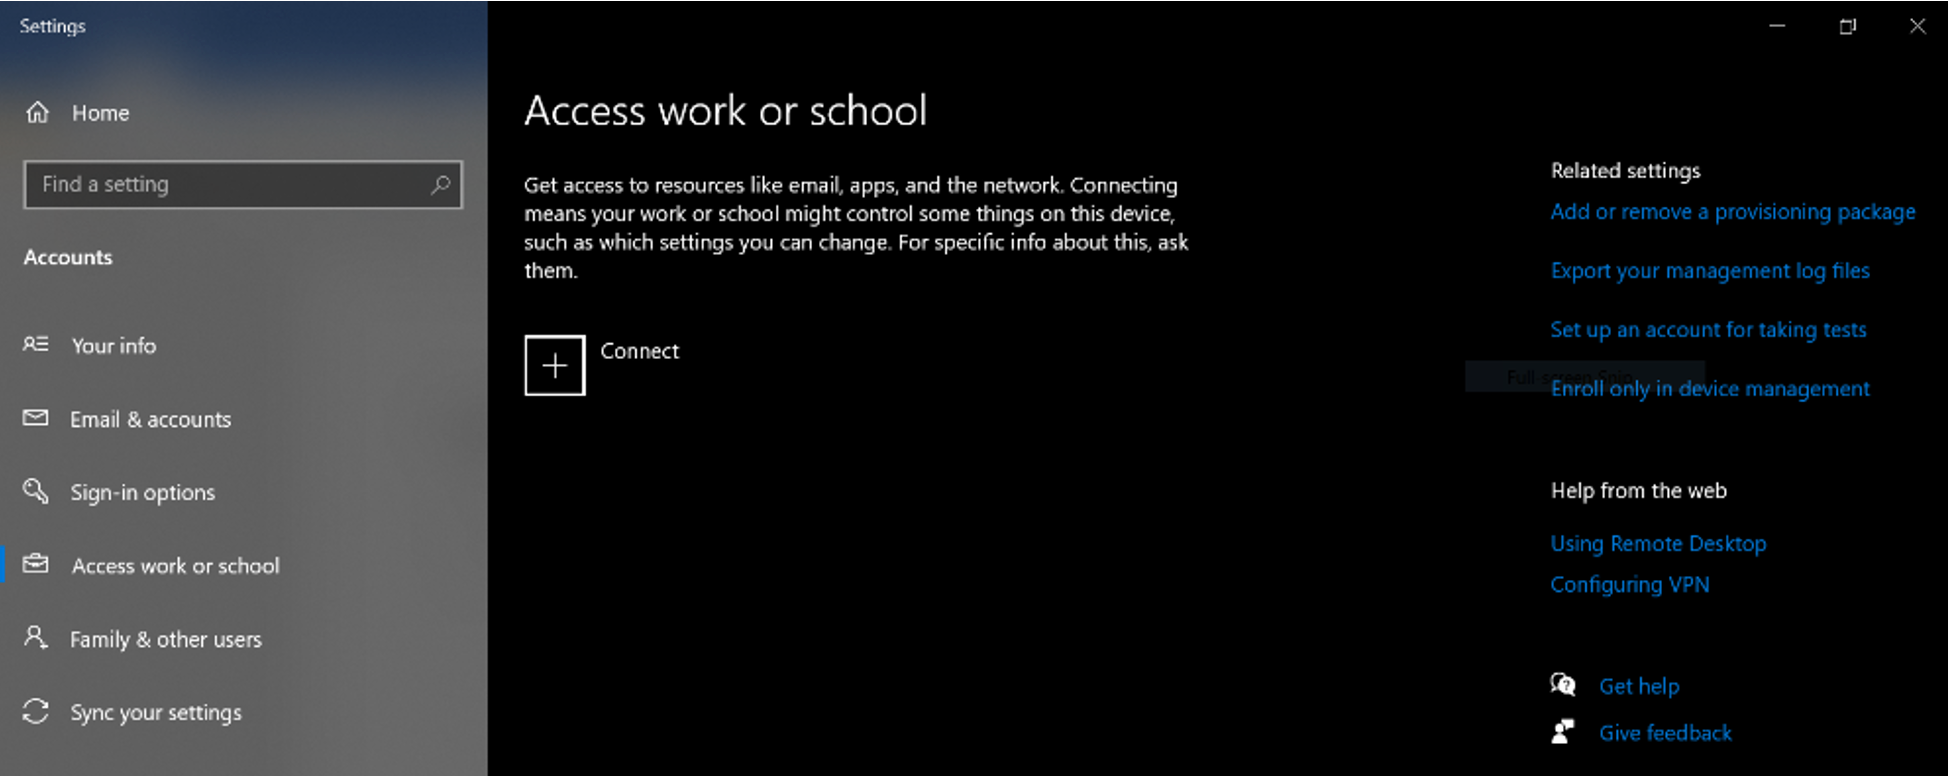 Settings
Home
Find a setting
Accounts
Your info
Email & accounts
Sign-in options
Access work or school
Family & other users
Sync your settings
Access work or school
Get access to resources like email, apps, and the network. Connecting
means your work or school might control some things on this device,
such as which settings you can change. For specific info about this, ask
them.
Connect
Related settings
Add or remove a provisioning package
Export your management log files
Set up an account for taking tests
Full-screen Snip
Enroll only in device management
Help from the web
Using Remote Desktop
Configuring VPN
Get help
Give feedback